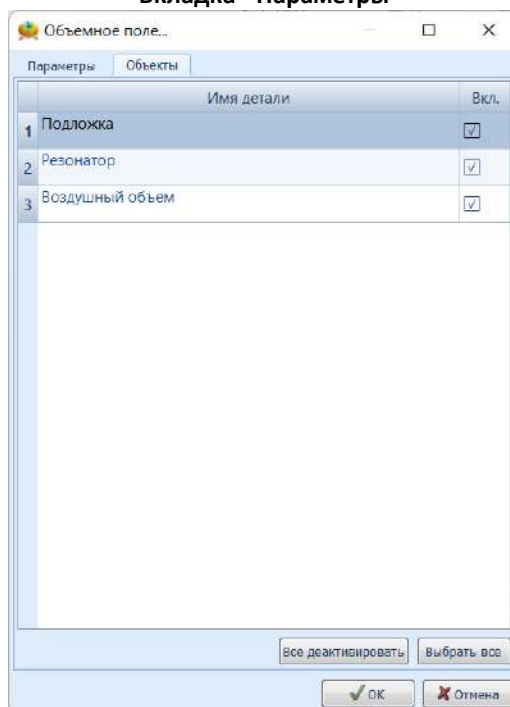 Вкладка - Параметры
Объемное поле...
Параметры Объекты
Имя детали Вкл.
1 Подложка
2 Резонатор
3 Воздушный объем
Все деактивировать Выбрать все
ОК Отмена